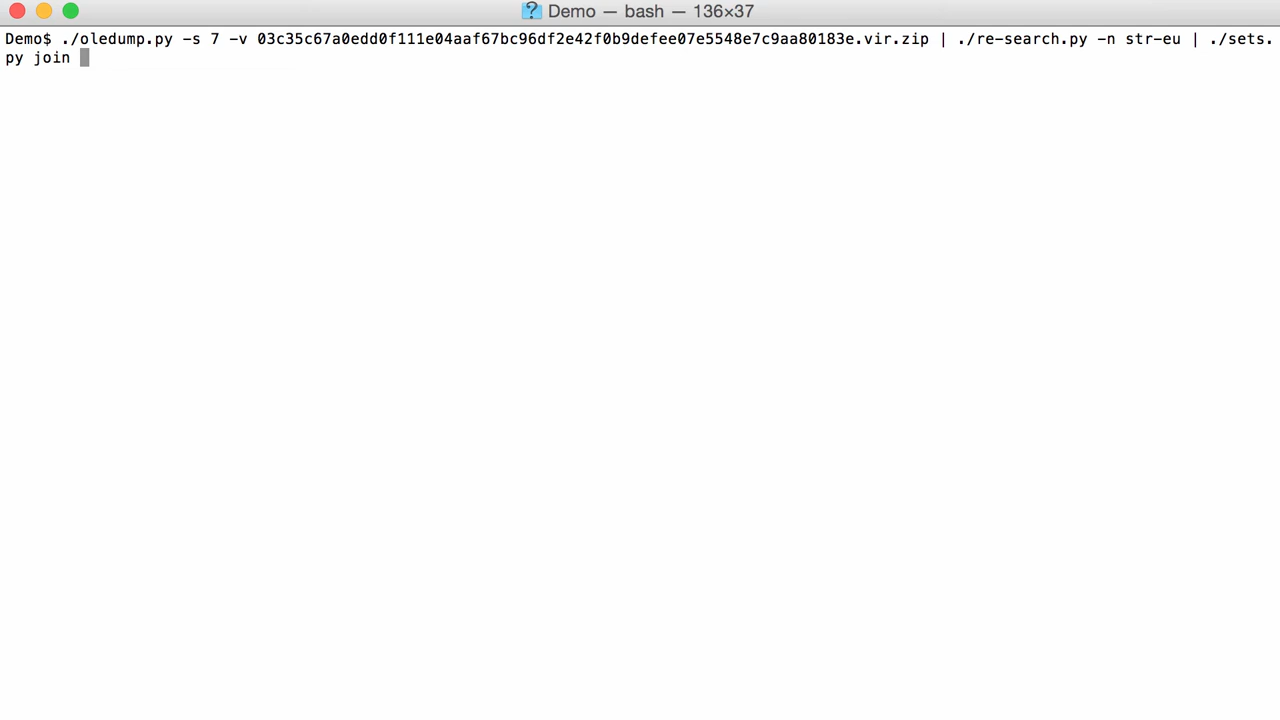 Demo — bash — 136×37
Demo$ ./oledump.py -s 7 -v 03c35c67a0edd0f111e04aaf67bc96df2e42f0b9defee07e5548e7c9aa80183e.vir.zip | ./re-search.py -n str-eu | ./sets.
py join